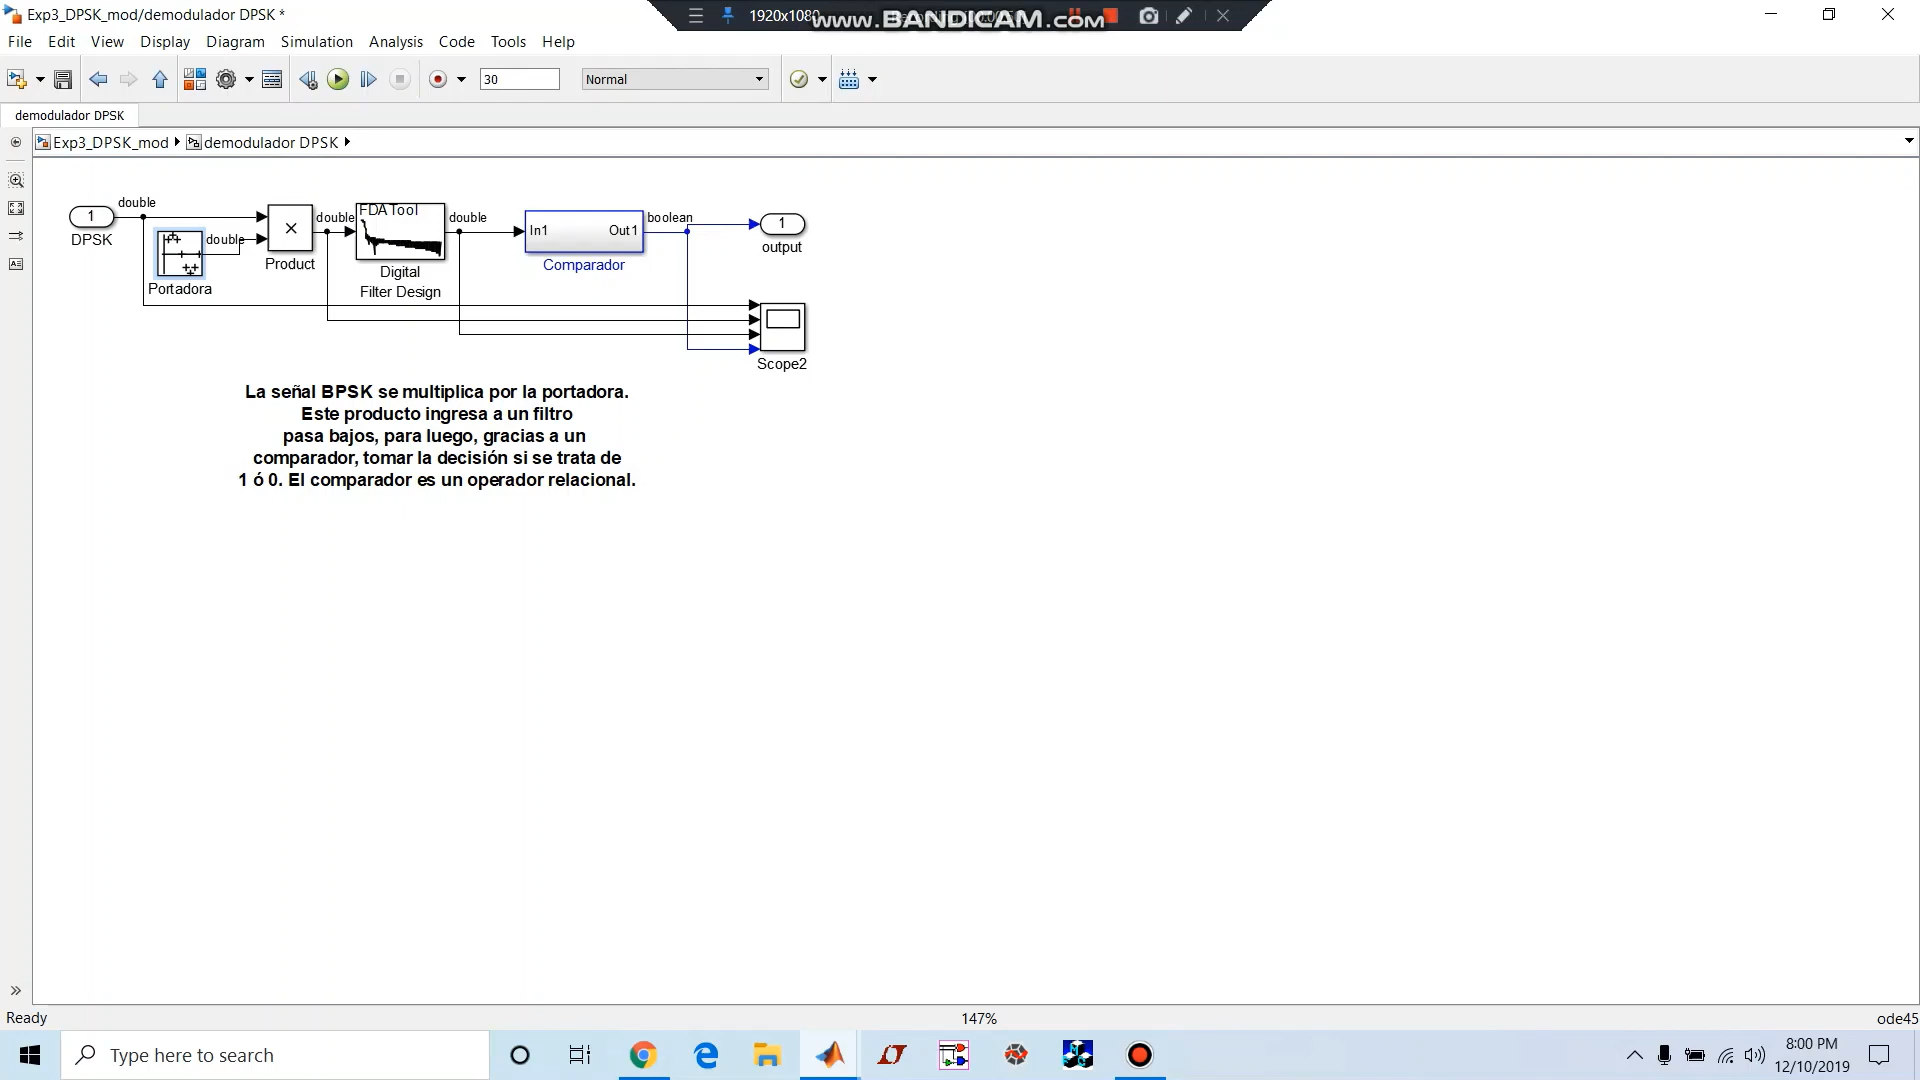 Exp3_DPSK_mod/demodulador DPSK *
1920x1080
www.BANDICAM.com
File Edit View Display Diagram Simulation Analysis Code Tools Help
30
Normal
demodulador DPSK
Exp3_DPSK_mod demodulador DPSK
double
1
DPSK
Portadora
double
×
Product
double
FDATool
Digital
Filter Design
double
In1 Out1
Comparador
boolean
1
output
Scope2
La señal BPSK se multiplica por la portadora.
Este producto ingresa a un filtro
pasa bajos, para luego, gracias a un
comparador, tomar la decisión si se trata de
1 ó 0. El comparador es un operador relacional.
Ready
147%
ode45
Type here to search
8:00 PM
12/10/2019